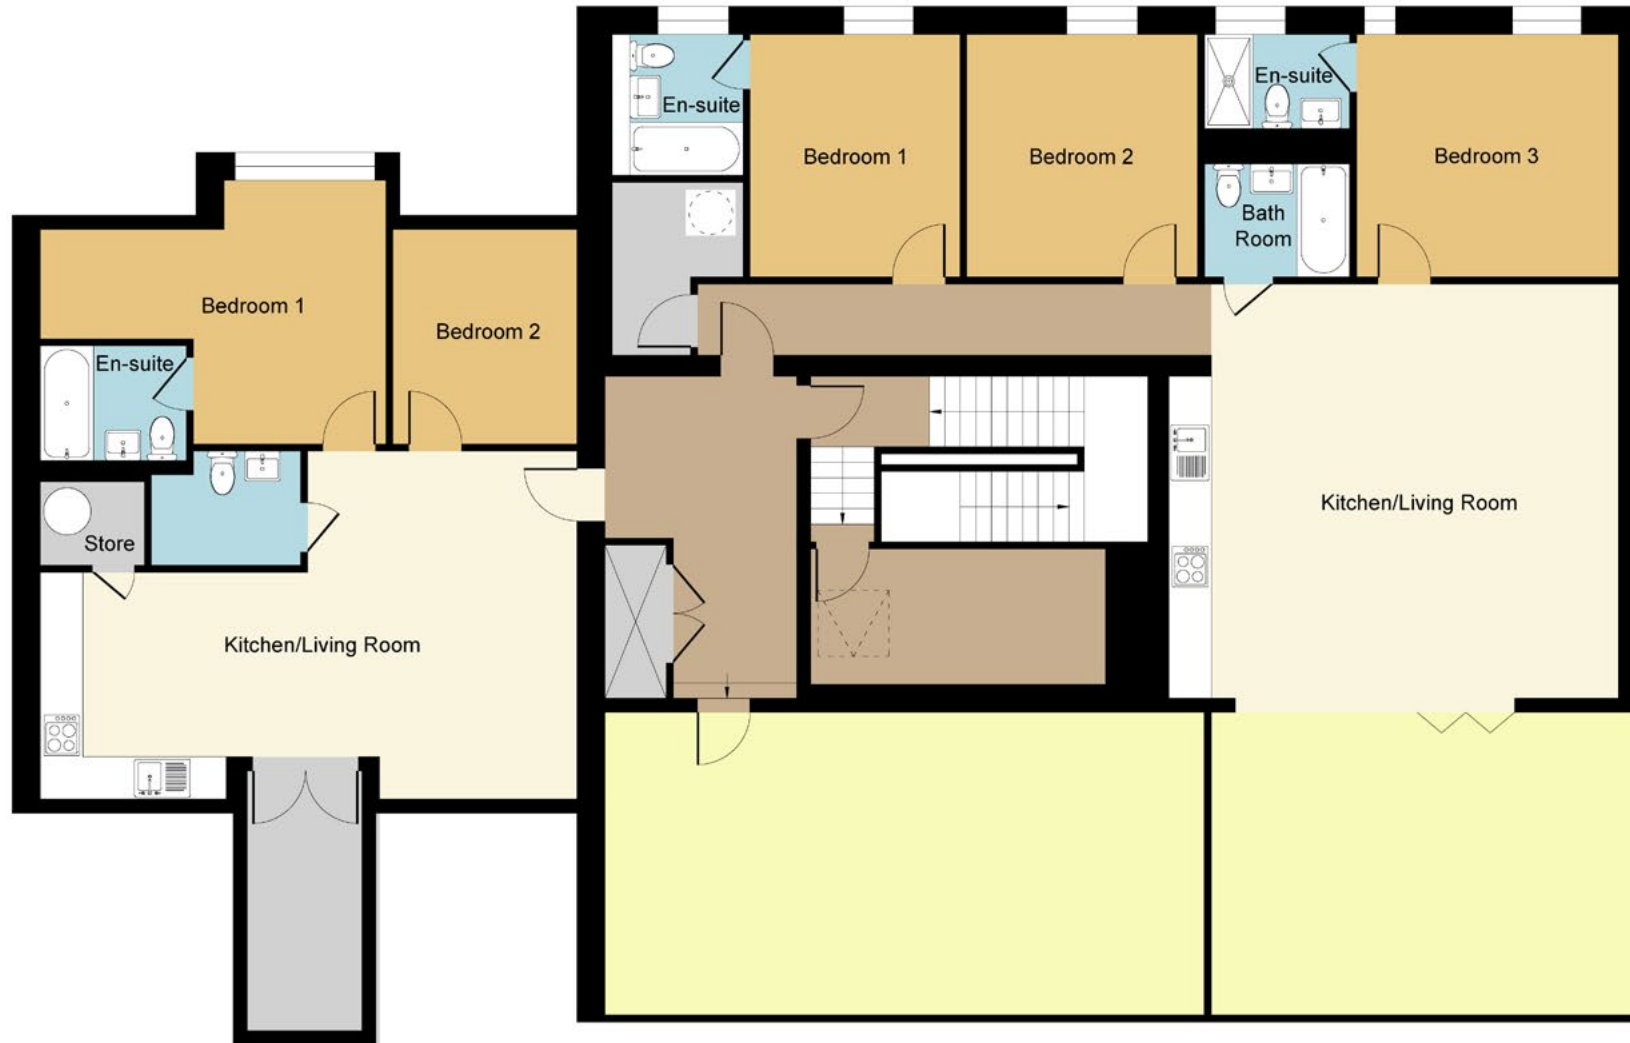 En-suite
Bedroom 1
Bedroom 2
En-suite
Bedroom 3
Bath
Room
Bedroom 1
Bedroom 2
En-suite
Store
Kitchen/Living Room
Kitchen/Living Room